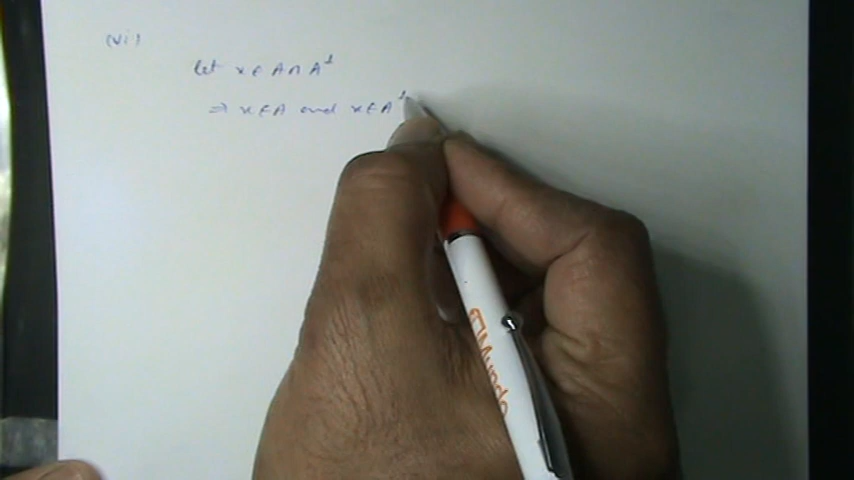 (vi)
let x ∈ A ∩ A⊥
⇒ x ∈ A and x ∈ A⊥